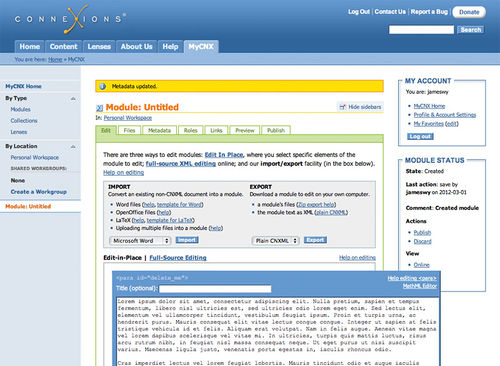 CONNEXIONS
Log Out | Contact Us | Report a Bug
Donate
Search
Home Content Lenses About Us Help MyCNX
You are here: Home » MyCNX
MyCNX Home
By Type
Modules
Collections
Lenses
By Location
Personal Workspace
SHARED WORKGROUPS:
None
Create a Workgroup
Module: Untitled
Metadata updated.
Module: Untitled
Hide sidebars
In: Personal Workspace
Edit Files Metadata Roles Links Preview Publish
There are three ways to edit modules: Edit In Place, where you select specific elements of the
module to edit; full-source XML editing online; and our import/export facility (in the box below).
Help on editing
IMPORT
Convert an existing non-CNXML document into a module.
Word files (help, template for Word)
OpenOffice files (help)
LaTeX (help, template for LaTeX)
Uploading multiple files into a module (help)
Microsoft Word Import
EXPORT
Download a module to edit on your own computer.
a module's files (Zip export help)
the module text as XML (plain CNXML)
Plain CNXML Export
Edit-in-Place | Full-Source Editing
Help on editing
<para id="delete_me">
Help editing <para>
Title (optional):
MathML Editor
Lorem ipsum dolor sit amet, consectetur adipiscing elit. Nulla pretium, sapien et tempus
fermentum, libero nisl ultricies est, sed ultricies odio lorem eget enim. Sed lectus elit,
elementum vel ullamcorper tincidunt, vestibulum feugiat ipsum. Proin et turpis urna, ac
hendrerit purus. Mauris consequat elit vitae lectus congue congue. Integer ut sapien et felis
tristique vehicula id et felis. Aliquam erat volutpat. Nam in felis augue. Aenean vitae magna
vel lorem dapibus scelerisque vel vitae mi. In ultricies, turpis quis mattis luctus, risus
arcu rutrum nibh, in feugiat nisl massa consequat neque. Ut eget purus ut nisi suscipit
varius. Maecenas ligula justo, venenatis porta egestas in, iaculis rhoncus odio.
Cras imperdiet lectus vel lorem feugiat lobortis. Mauris tincidunt odio et augue iaculis
MY ACCOUNT
You are: jameswy
MyCNX Home
Profile & Account Settings
My Favorites (edit)
Log out
MODULE STATUS
State: Created
Last action: save by
jameswy on 2012-03-01
Comment: Created module
Actions
Publish
Discard
View
Online